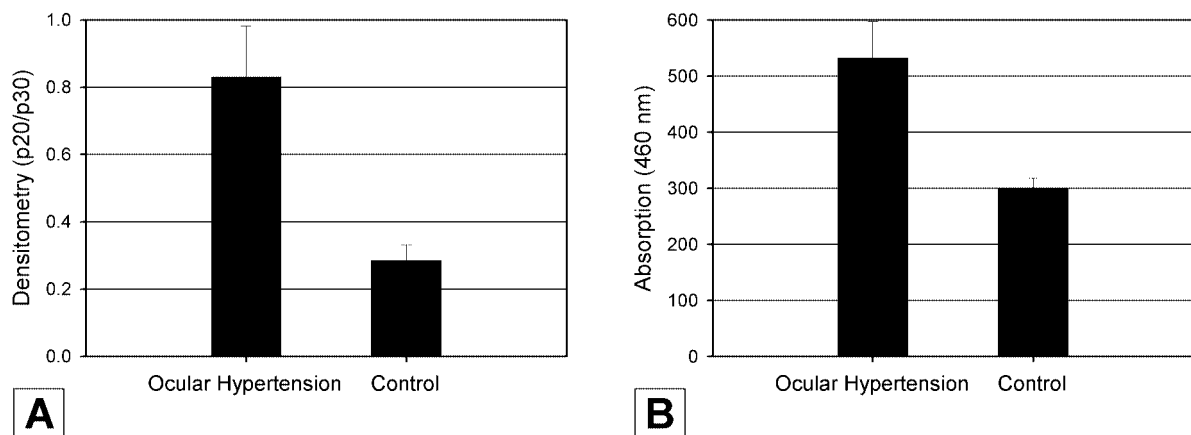 Densitometry (p20/p30)
1.0
0.8
0.6
0.4
0.2
0.0
Ocular Hypertension
Control
A
Absorption (460 nm)
600
500
400
300
200
100
0
Ocular Hypertension
Control
B